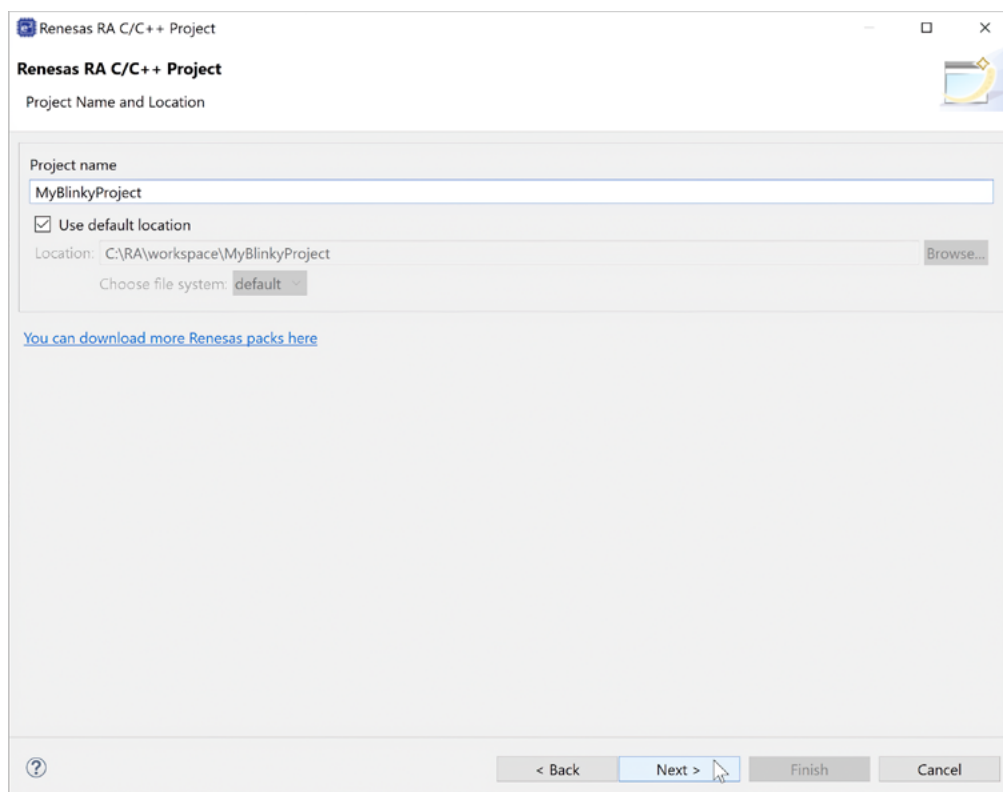 Renesas RA C/C++ Project
Renesas RA C/C++ Project
Project Name and Location
Project name
MyBlinkyProject
Use default location
Location: C:\RA\workspace\MyBlinkyProject Browse...
Choose file system: default
You can download more Renesas packs here
? < Back Next > Finish Cancel